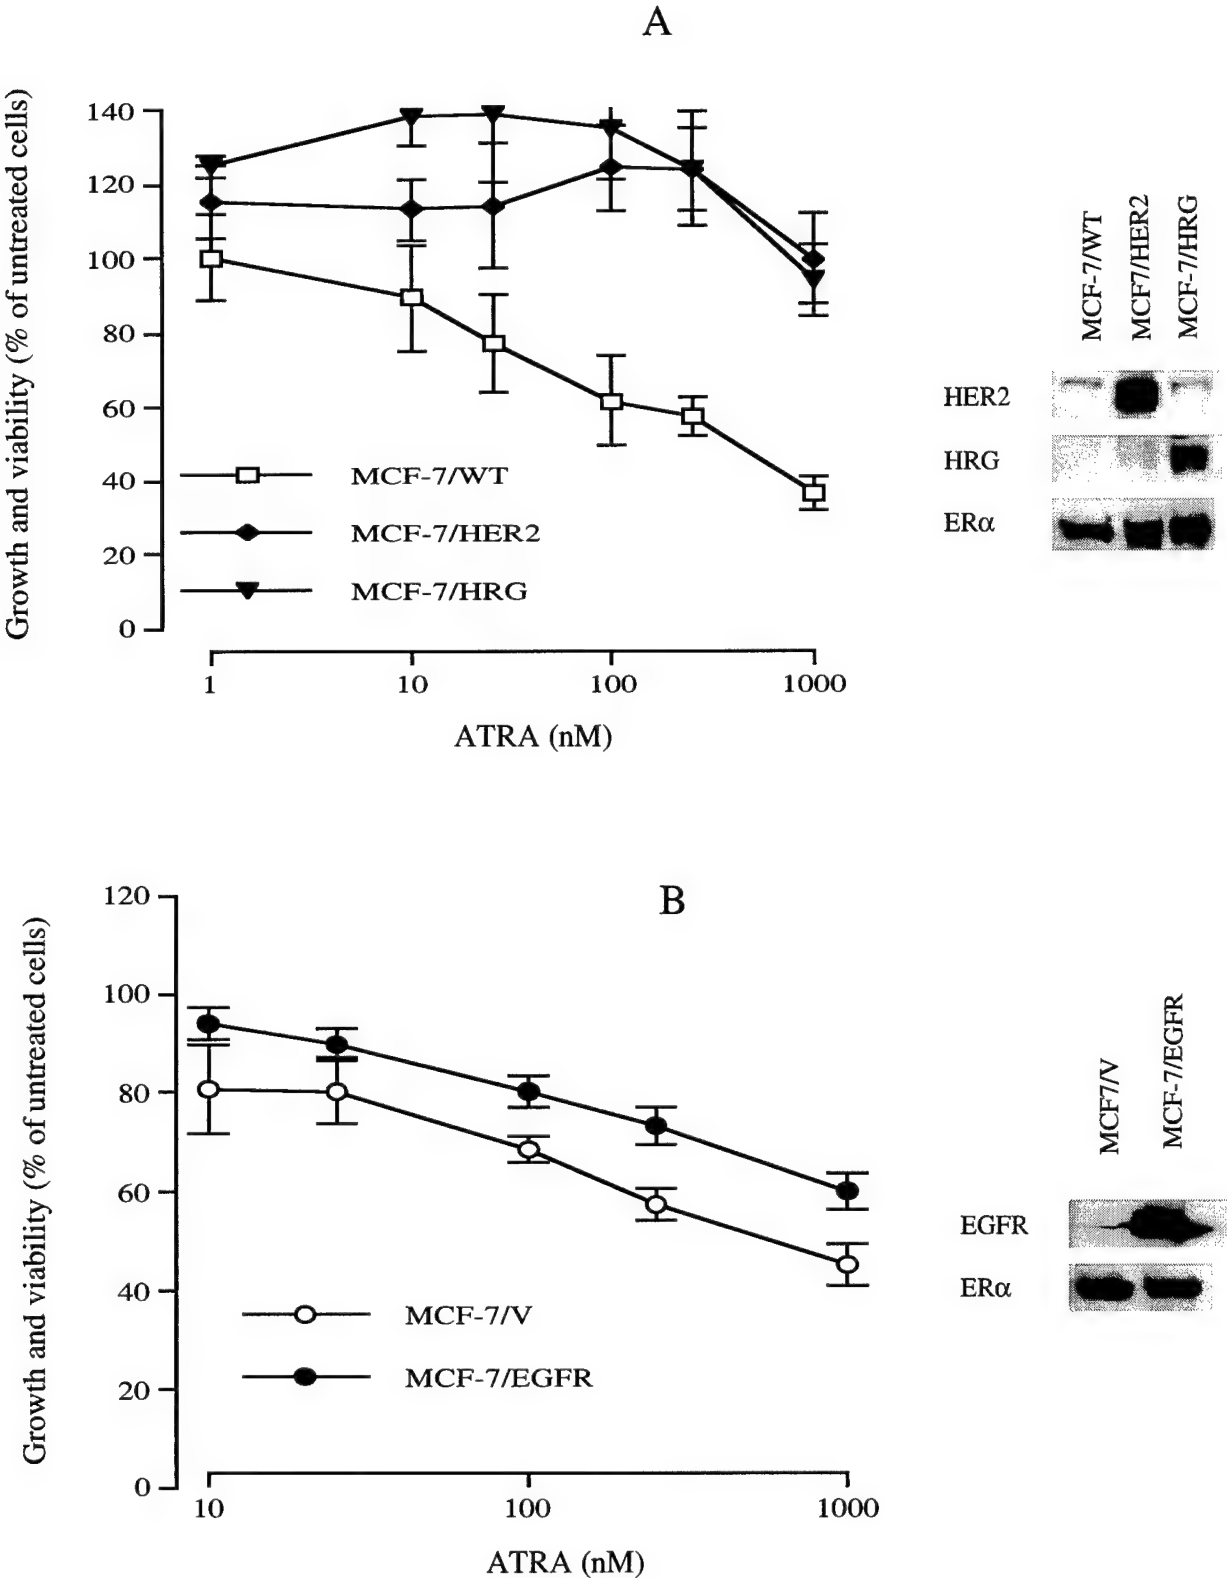 A
Growth and viability (% of untreated cells)
140
120
100
80
60
40
20
0
MCF-7/WT
MCF-7/HER2
MCF-7/HRG
1
10
100
1000
ATRA (nM)
MCF-7/WT
MCF7/HER2
MCF-7/HRG
HER2
HRG
ERα
B
Growth and viability (% of untreated cells)
120
100
80
60
40
20
0
MCF-7/V
MCF-7/EGFR
10
100
1000
ATRA (nM)
MCF7/V
MCF-7/EGFR
EGFR
ERα